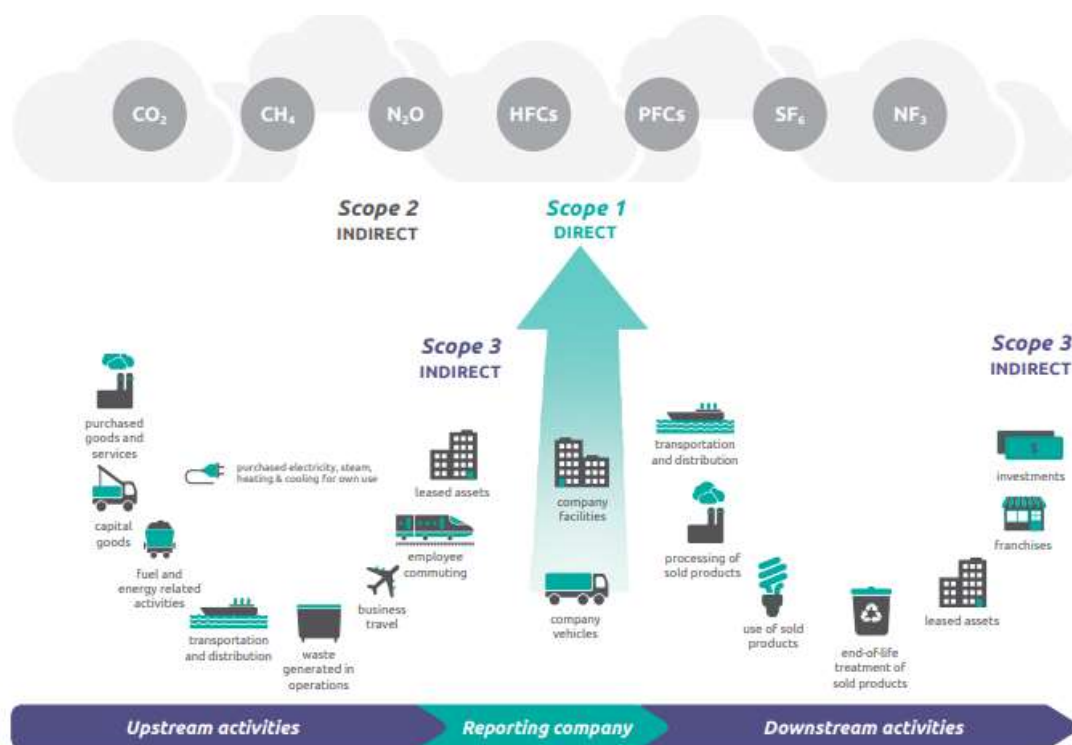 CO₂
CH₄
N₂O
HFCs
PFCs
SF₆
NF₃
Scope 2
INDIRECT
Scope 1
DIRECT
Scope 3
INDIRECT
Scope 3
INDIRECT
purchased
goods and
services
purchased electricity, steam,
heating & cooling for own use
capital
goods
fuel and
energy related
activities
transportation
and distribution
waste
generated in
operations
business
travel
employee
commuting
leased assets
company
facilities
company
vehicles
transportation
and distribution
processing of
sold products
use of sold
products
end-of-life
treatment of
sold products
leased assets
franchises
$
investments
Upstream activities
Reporting company
Downstream activities